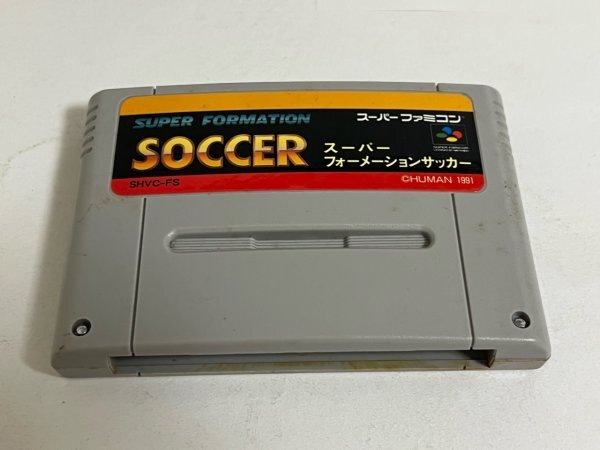 SUPER FORMATION
SOCCER
SHVC-FS
スーパーファミコン
スーパー
フォーメーションサッカー
©HUMAN 1991